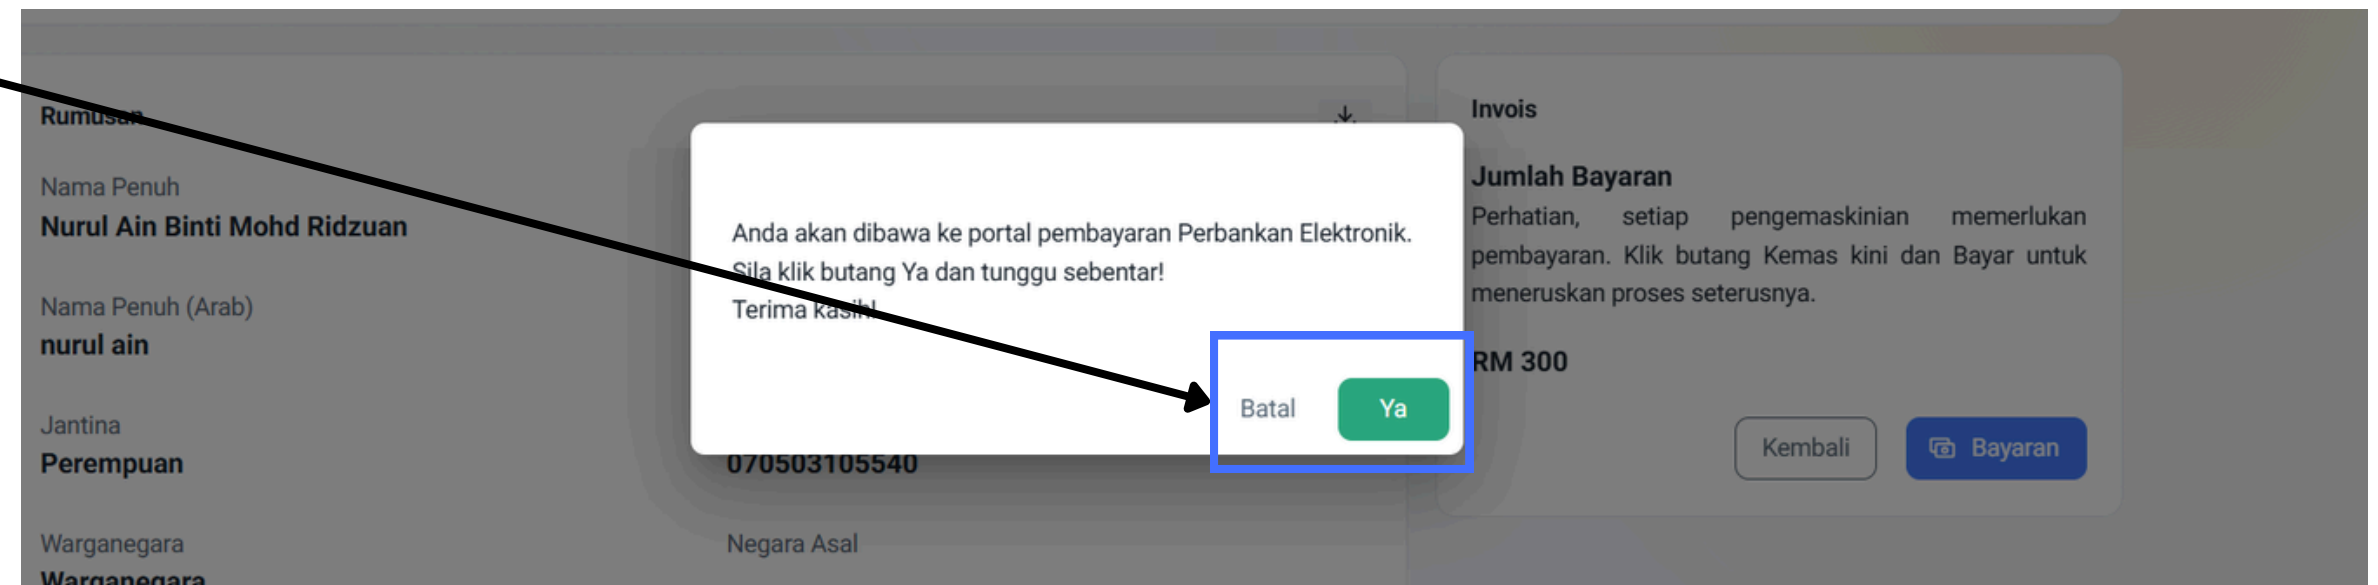 Rumusan
Nama Penuh
Nurul Ain Binti Mohd Ridzuan
Nama Penuh (Arab)
nurul ain
Jantina
Perempuan
070503105540
Warganegara
Negara Asal
Warganegara
Anda akan dibawa ke portal pembayaran Perbankan Elektronik.
Sila klik butang Ya dan tunggu sebentar!
Terima kasih!
Batal
Ya
Invois
Jumlah Bayaran
Perhatian, setiap pengemaskinian memerlukan
pembayaran. Klik butang Kemas kini dan Bayar untuk
meneruskan proses seterusnya.
RM 300
Kembali
Bayaran